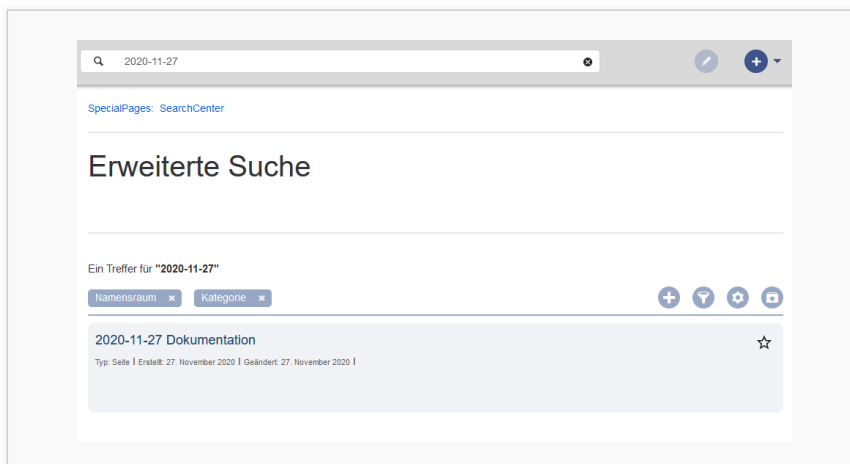 2020-11-27
SpecialPages: SearchCenter
Erweiterte Suche
Ein Treffer für "2020-11-27"
Namensraum × Kategorie ×
2020-11-27 Dokumentation
Typ: Seite | Erstellt: 27. November 2020 | Geändert: 27. November 2020 |